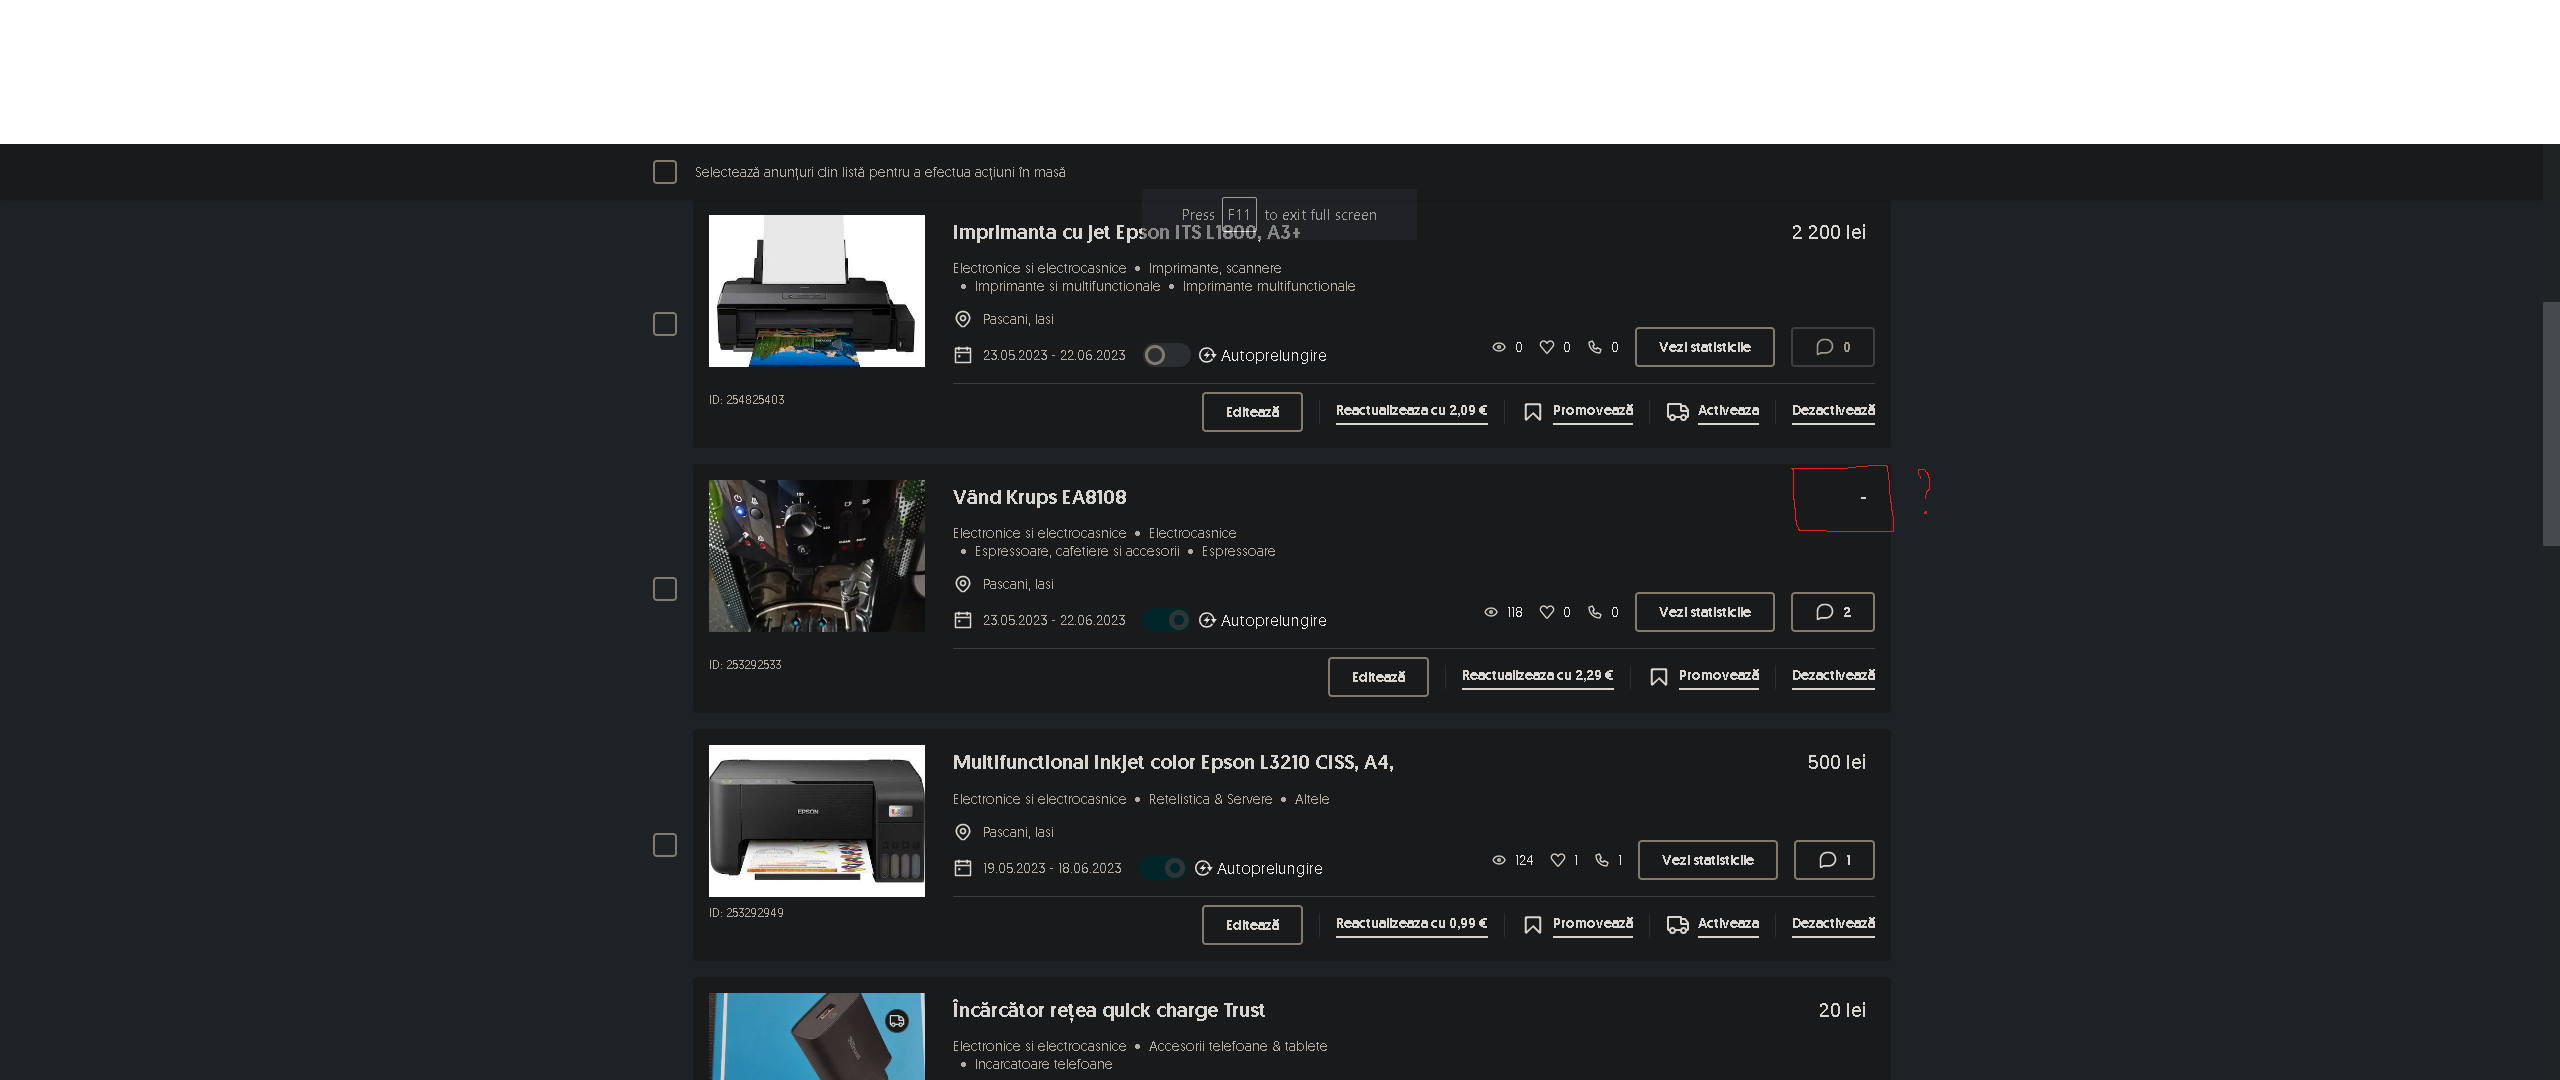 Selectează anunțuri din listă pentru a efectua acțiuni în masă
Press F11 to exit full screen
Imprimanta cu jet Epson ITS L1800, A3+
2 200 lei
Electronice si electrocasnice • Imprimante, scannere
• Imprimante si multifunctionale • Imprimante multifunctionale
Pascani, Iasi
23.05.2023 - 22.06.2023 Autoprelungire
0 0 0 Vezi statisticile 0
ID: 254825403
Editează Reactualizeaza cu 2,09 € Promovează Activeaza Dezactivează
Vând Krups EA8108
- ?
Electronice si electrocasnice • Electrocasnice
• Espressoare, cafetiere si accesorii • Espressoare
Pascani, Iasi
23.05.2023 - 22.06.2023 Autoprelungire
118 0 0 Vezi statisticile 2
ID: 253292533
Editează Reactualizeaza cu 2,29 € Promovează Dezactivează
Multifunctional inkjet color Epson L3210 CISS, A4,
500 lei
EPSON
Electronice si electrocasnice • Retelistica & Servere • Altele
Pascani, Iasi
19.05.2023 - 18.06.2023 Autoprelungire
124 1 1 Vezi statisticile 1
ID: 253292949
Editează Reactualizeaza cu 0,99 € Promovează Activeaza Dezactivează
Încărcător rețea quick charge Trust
20 lei
Trust
Electronice si electrocasnice • Accesorii telefoane & tablete
• Incarcatoare telefoane